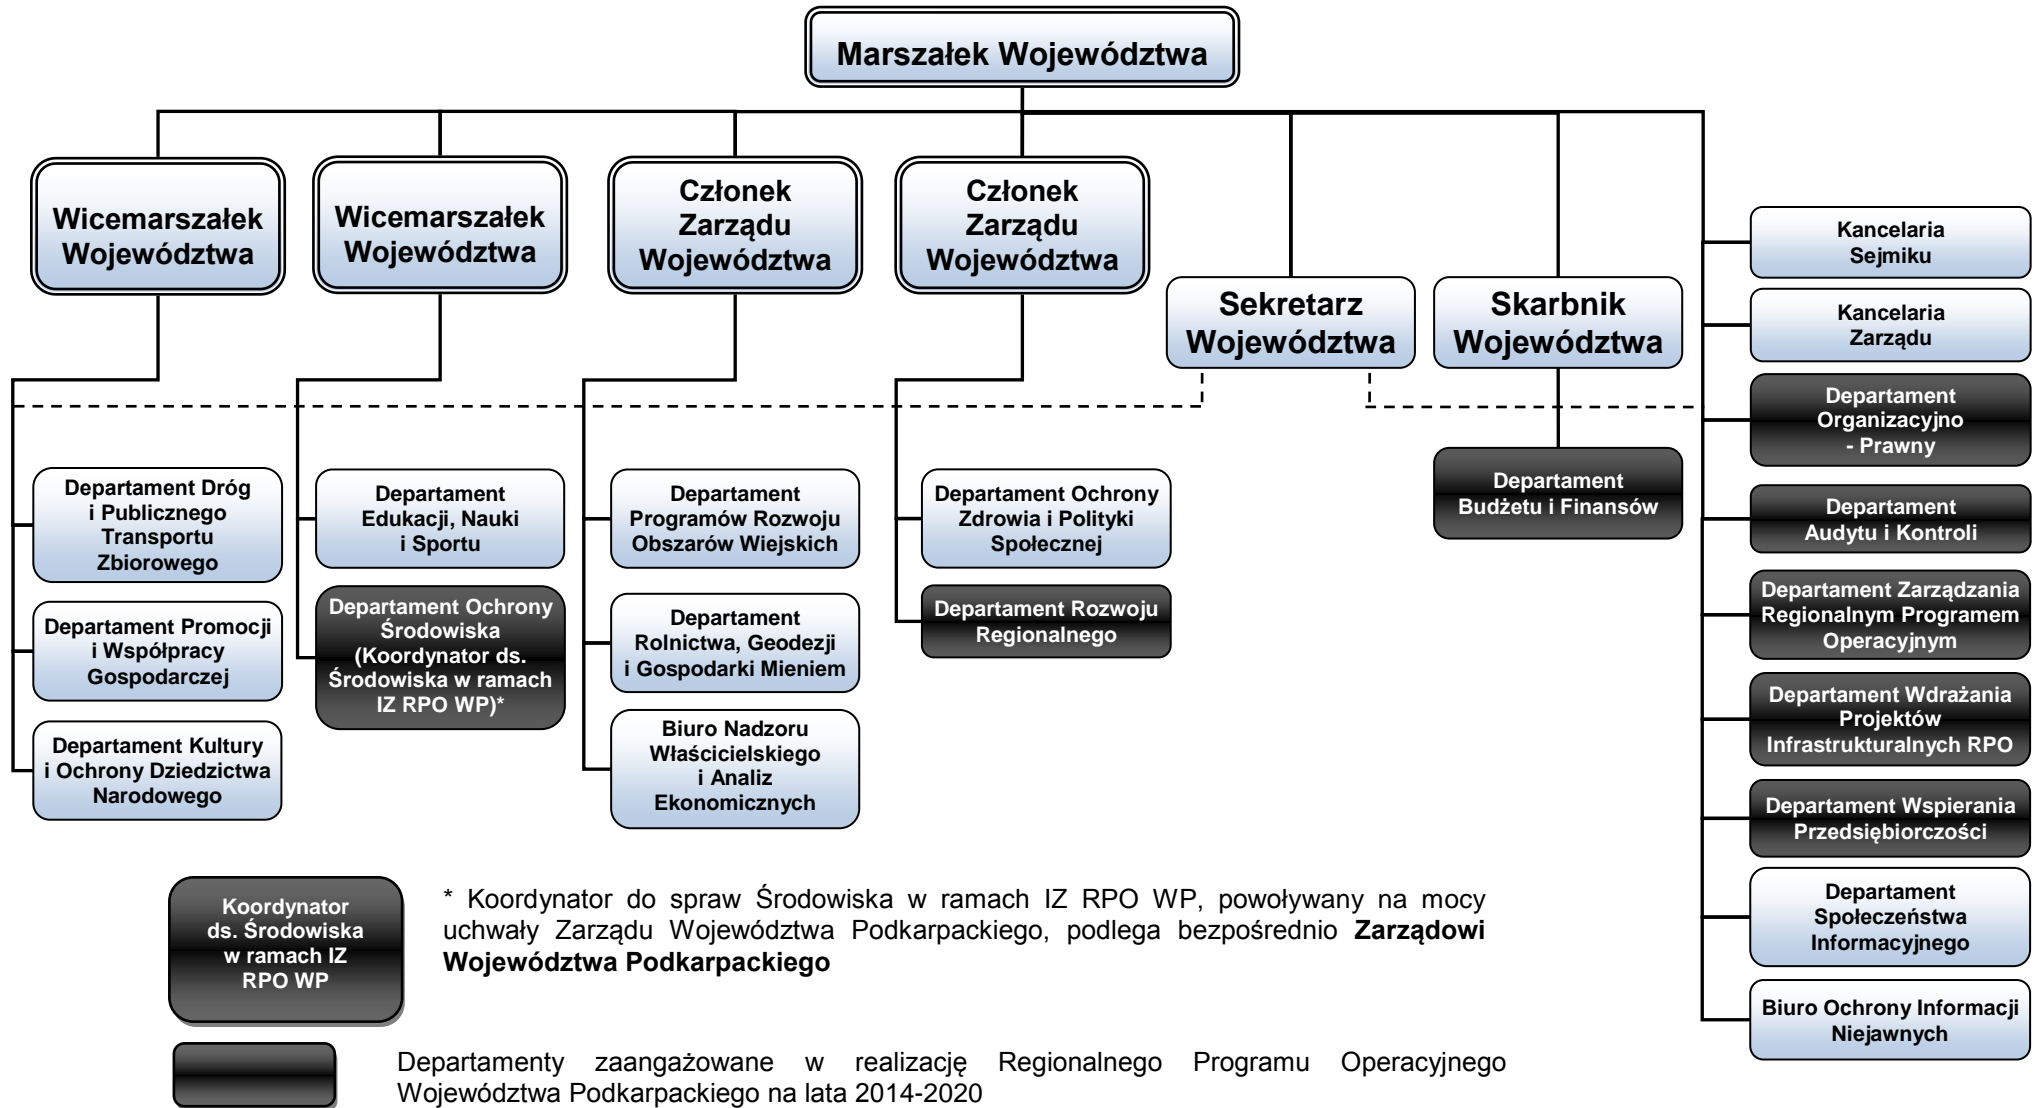 Marszałek Województwa
Wicemarszałek
Województwa
Wicemarszałek
Województwa
Członek
Zarządu
Województwa
Członek
Zarządu
Województwa
Sekretarz
Województwa
Skarbnik
Województwa
Departament Dróg
i Publicznego
Transportu
Zbiorowego
Departament Promocji
i Współpracy
Gospodarczej
Departament Kultury
i Ochrony Dziedzictwa
Narodowego
Departament
Edukacji, Nauki
i Sportu
Departament Ochrony
Środowiska
(Koordynator ds.
Środowiska w ramach
IZ RPO WP)*
Departament
Programów Rozwoju
Obszarów Wiejskich
Departament
Rolnictwa, Geodezji
i Gospodarki Mieniem
Biuro Nadzoru
Właścicielskiego
i Analiz
Ekonomicznych
Departament Ochrony
Zdrowia i Polityki
Społecznej
Departament Rozwoju
Regionalnego
Departament
Budżetu i Finansów
Kancelaria
Sejmiku
Kancelaria
Zarządu
Departament
Organizacyjno
- Prawny
Departament
Audytu i Kontroli
Departament Zarządzania
Regionalnym Programem
Operacyjnym
Departament Wdrażania
Projektów
Infrastrukturalnych RPO
Departament Wspierania
Przedsiębiorczości
Departament
Społeczeństwa
Informacyjnego
Biuro Ochrony Informacji
Niejawnych
Koordynator
ds. Środowiska
w ramach IZ
RPO WP
* Koordynator do spraw Środowiska w ramach IZ RPO WP, powoływany na mocy
uchwały Zarządu Województwa Podkarpackiego, podlega bezpośrednio Zarządowi
Województwa Podkarpackiego
Departamenty zaangażowane w realizację Regionalnego Programu Operacyjnego
Województwa Podkarpackiego na lata 2014-2020